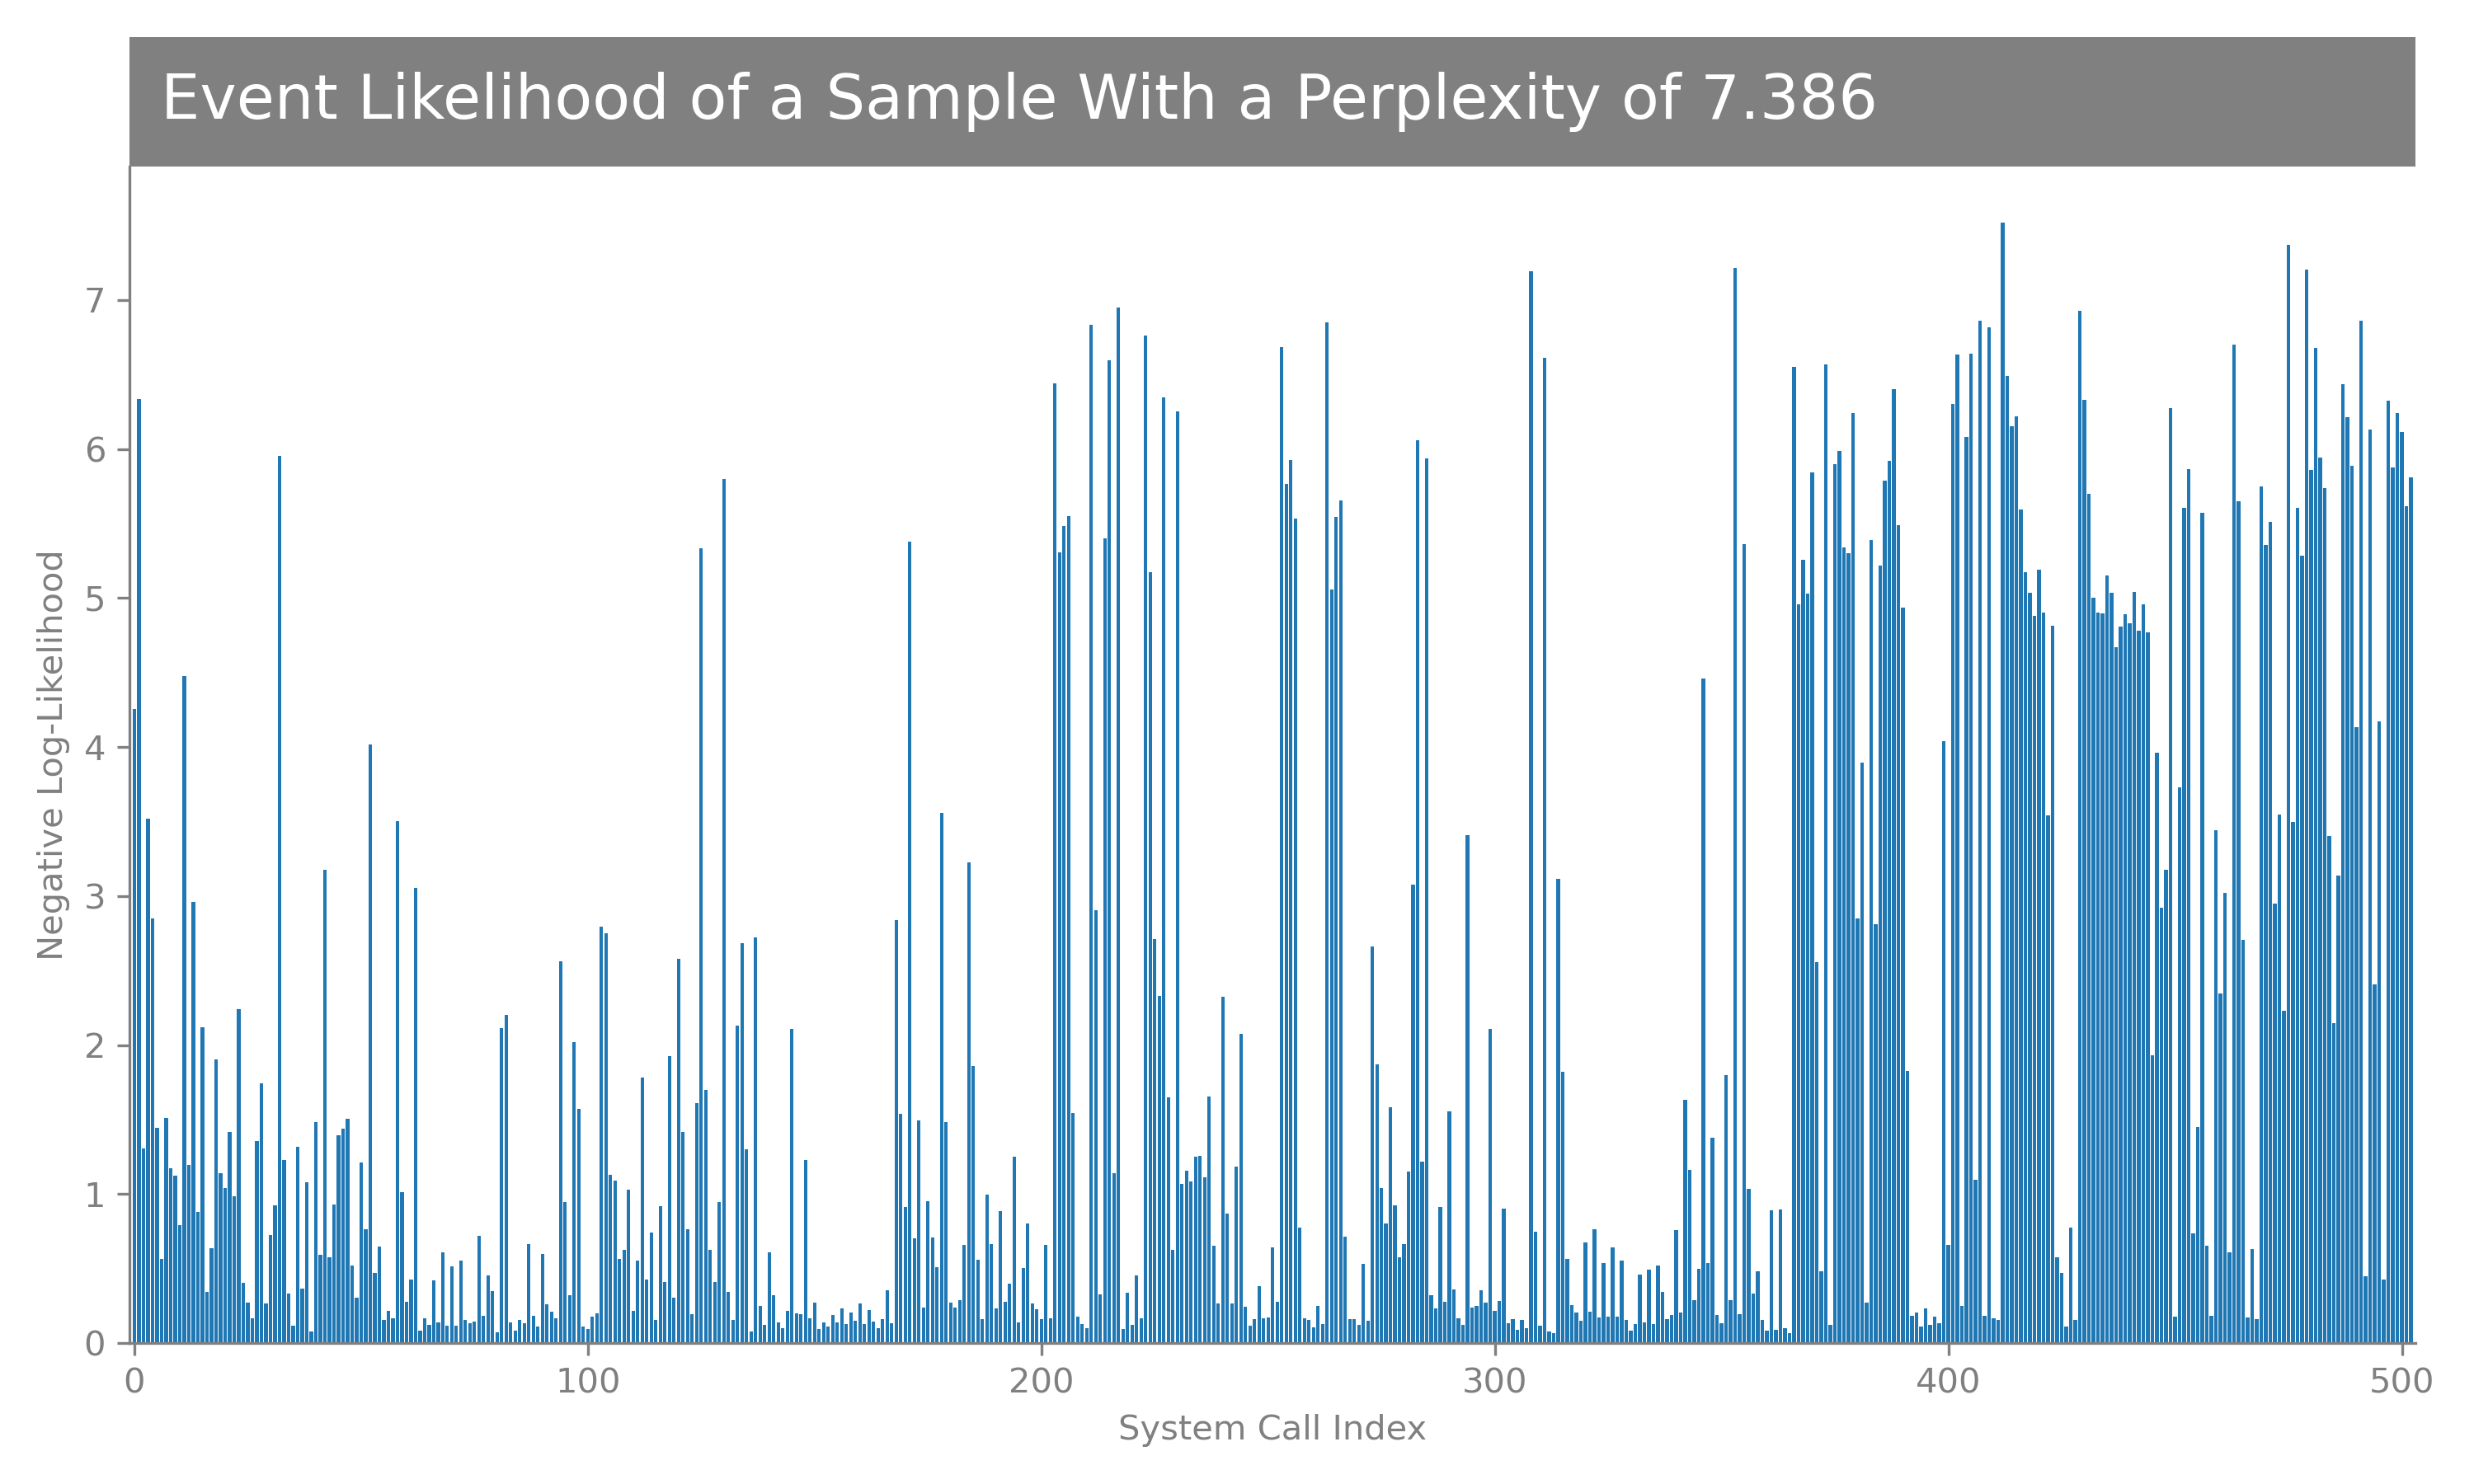 Event Likelihood of a Sample With a Perplexity of 7.386
Negative Log-Likelihood
7
6
5
4
3
2
1
0
0 100 200 300 400 500
System Call Index